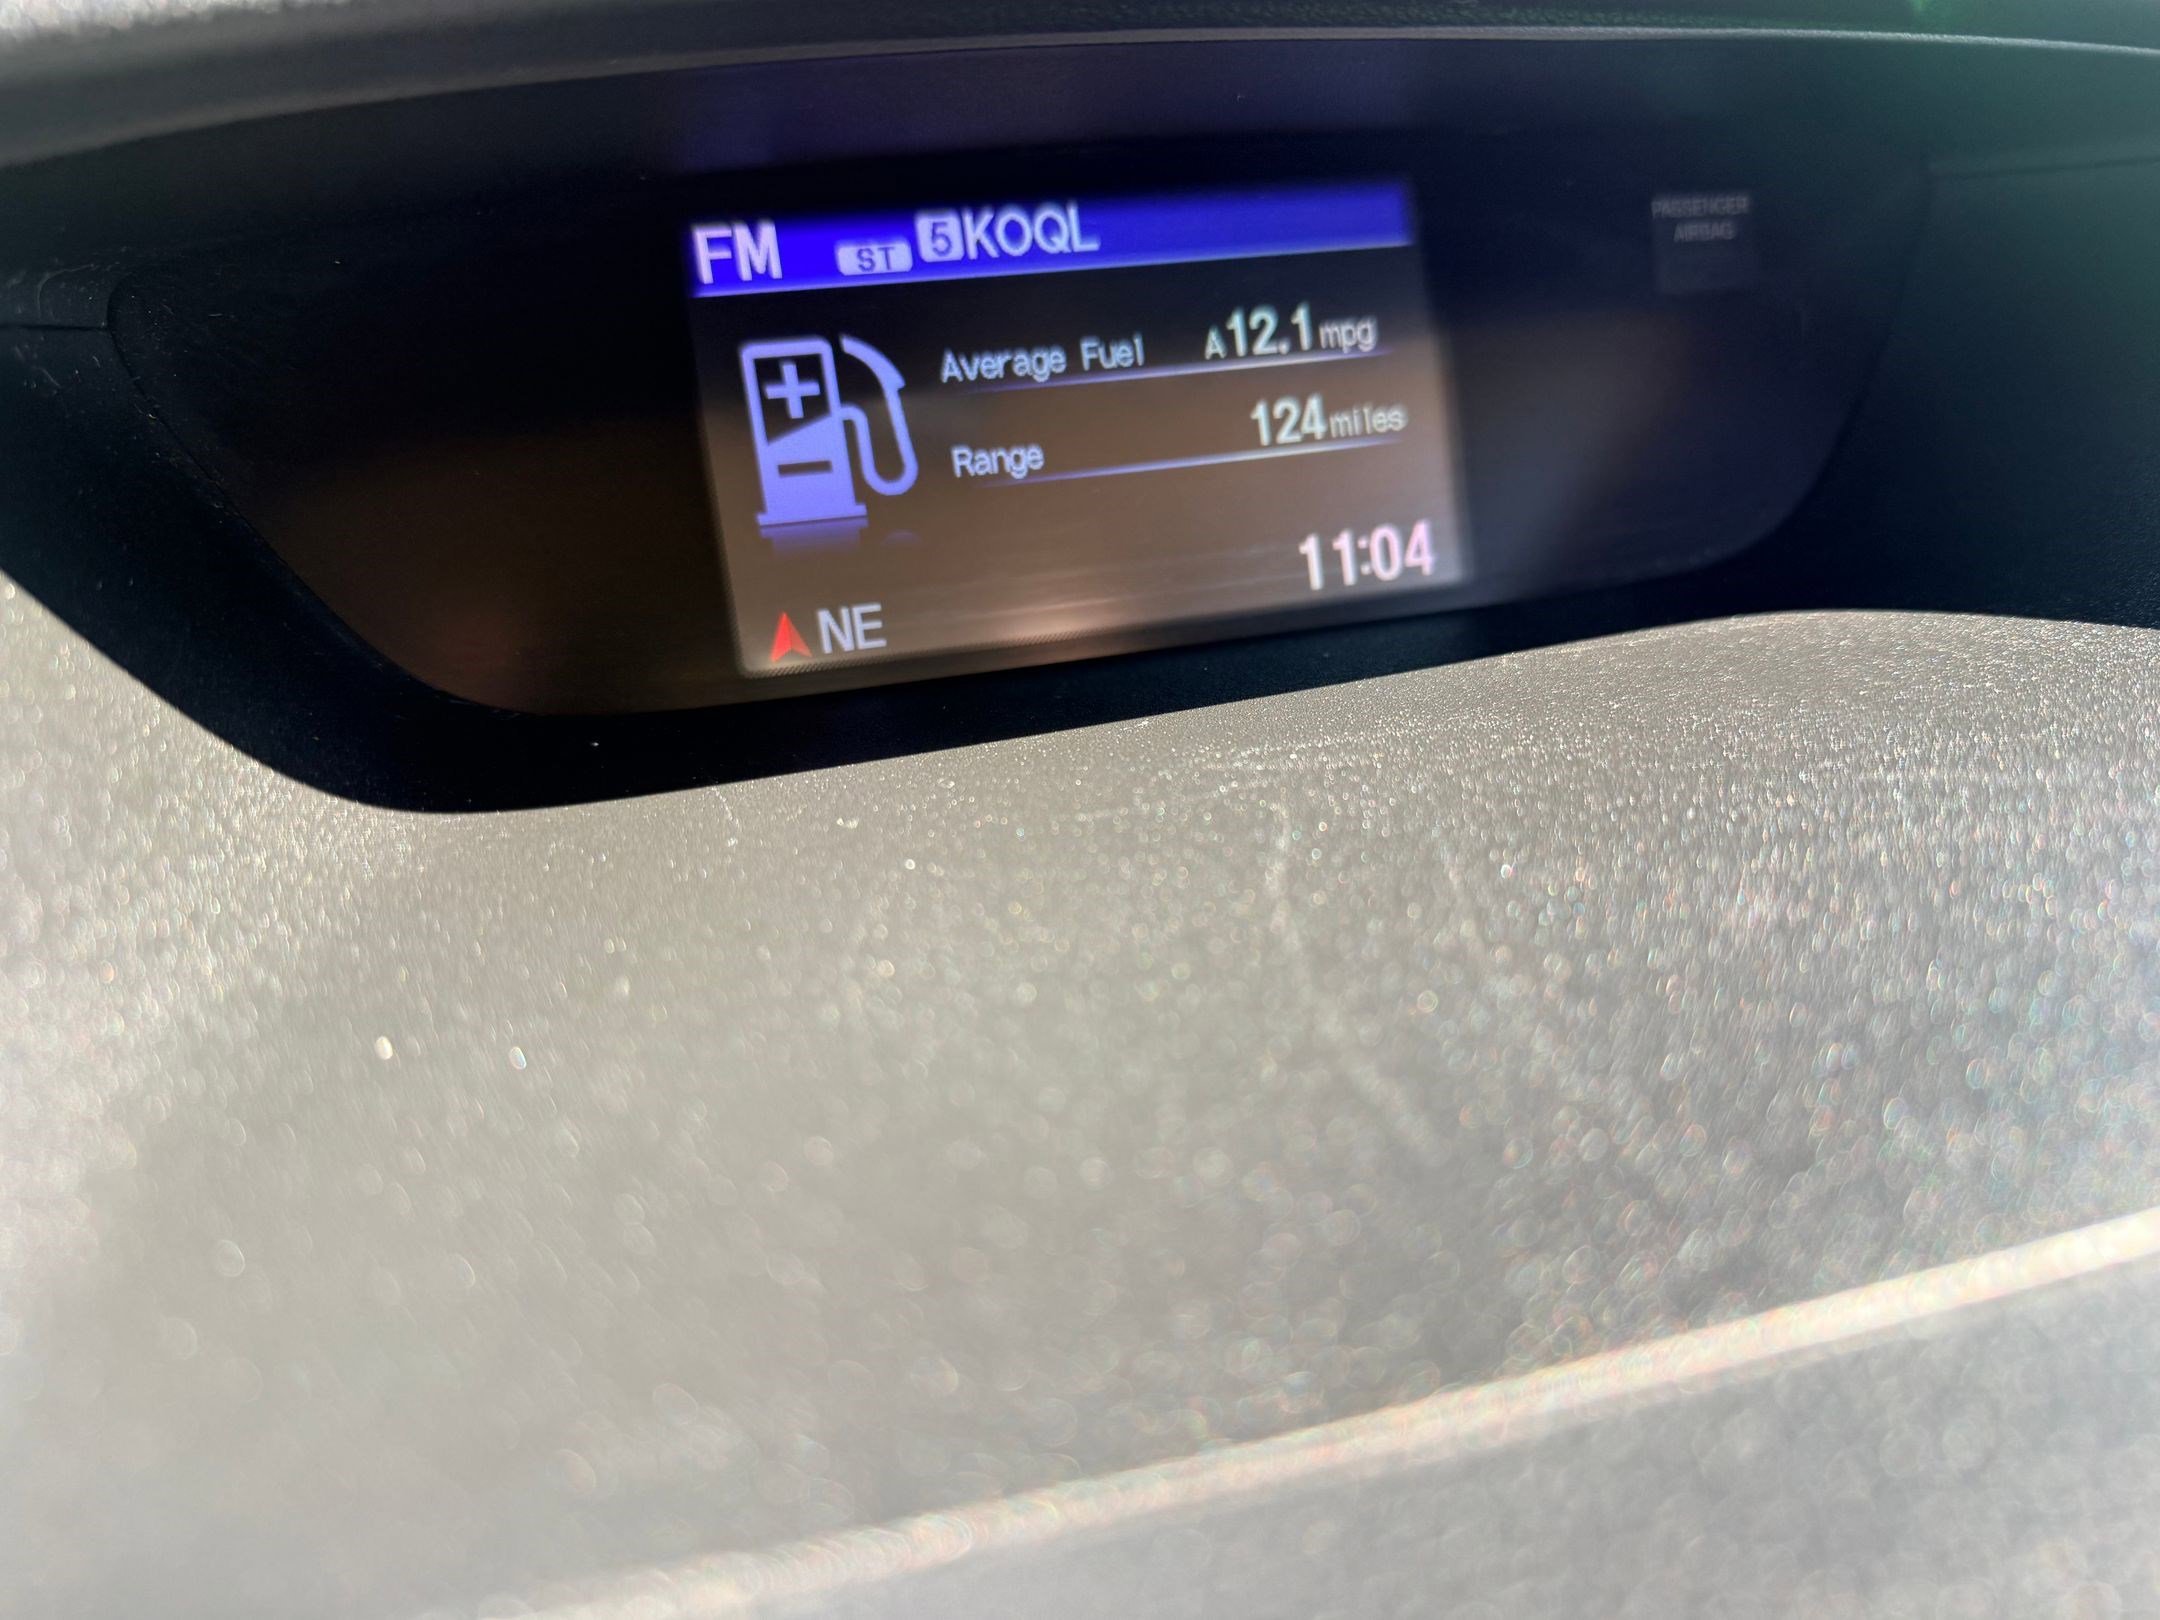 FM ST 5 KOQL
PASSENGER
AIRBAG
Average Fuel A 12.1 mpg
Range 124 miles
11:04
NE